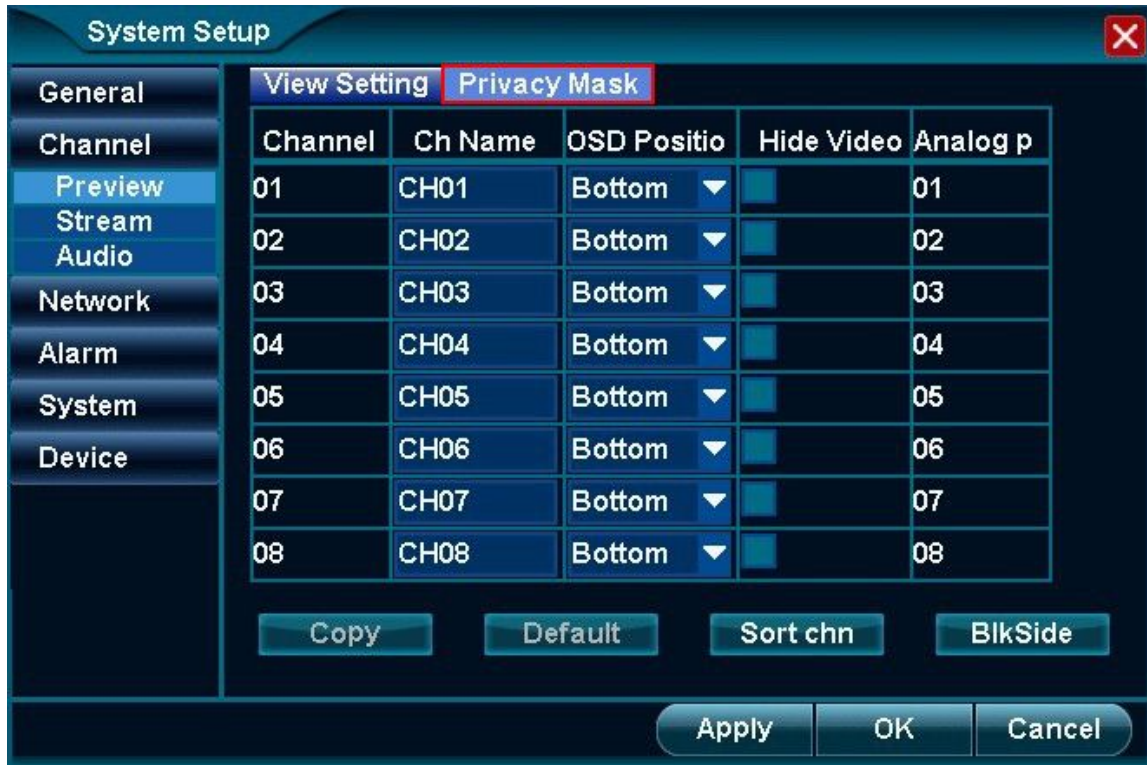 System Setup
General
Channel
Preview
Stream
Audio
Network
Alarm
System
Device
View Setting Privacy Mask
Channel Ch Name OSD Positio Hide Video Analog p
01 CH01 Bottom 01
02 CH02 Bottom 02
03 CH03 Bottom 03
04 CH04 Bottom 04
05 CH05 Bottom 05
06 CH06 Bottom 06
07 CH07 Bottom 07
08 CH08 Bottom 08
Copy Default Sort chn BlkSide
Apply OK Cancel